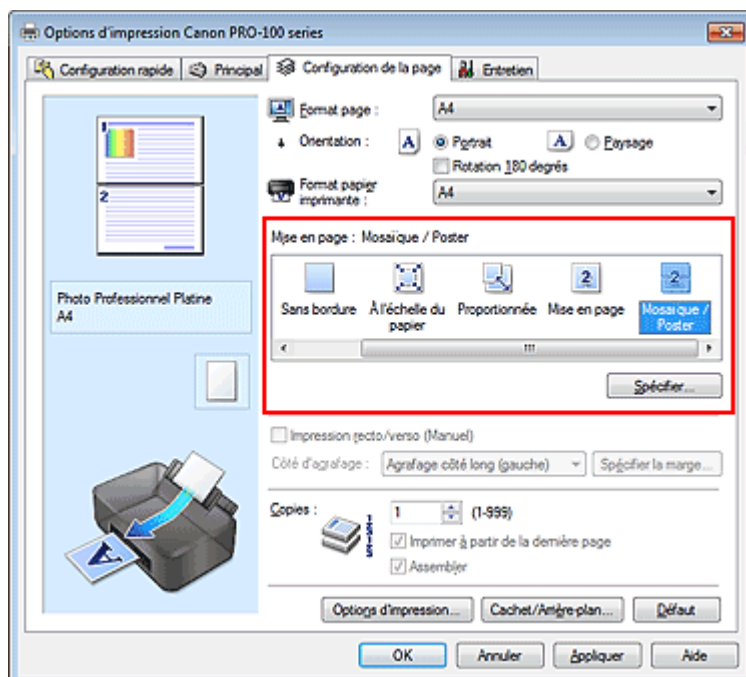 Options d'impression Canon PRO-100 series
Configuration rapide Principal Configuration de la page Entretien
Format page : A4
Orientation : A Portrait A Paysage
Rotation 180 degrés
Format papier imprimante : A4
Mise en page : Mosaïque / Poster
Sans bordure À l'échelle du papier Proportionnée Mise en page Mosaïque / Poster
Spécifier...
1
2
Photo Professionnel Platine
A4
Impression recto/verso (Manuel)
Côté d'agrafage : Agrafage côté long (gauche) Spécifier la marge...
Copies : 1 (1-999)
Imprimer à partir de la dernière page
Assembler
Options d'impression... Cachet/Arrière-plan... Défaut
OK Annuler Appliquer Aide